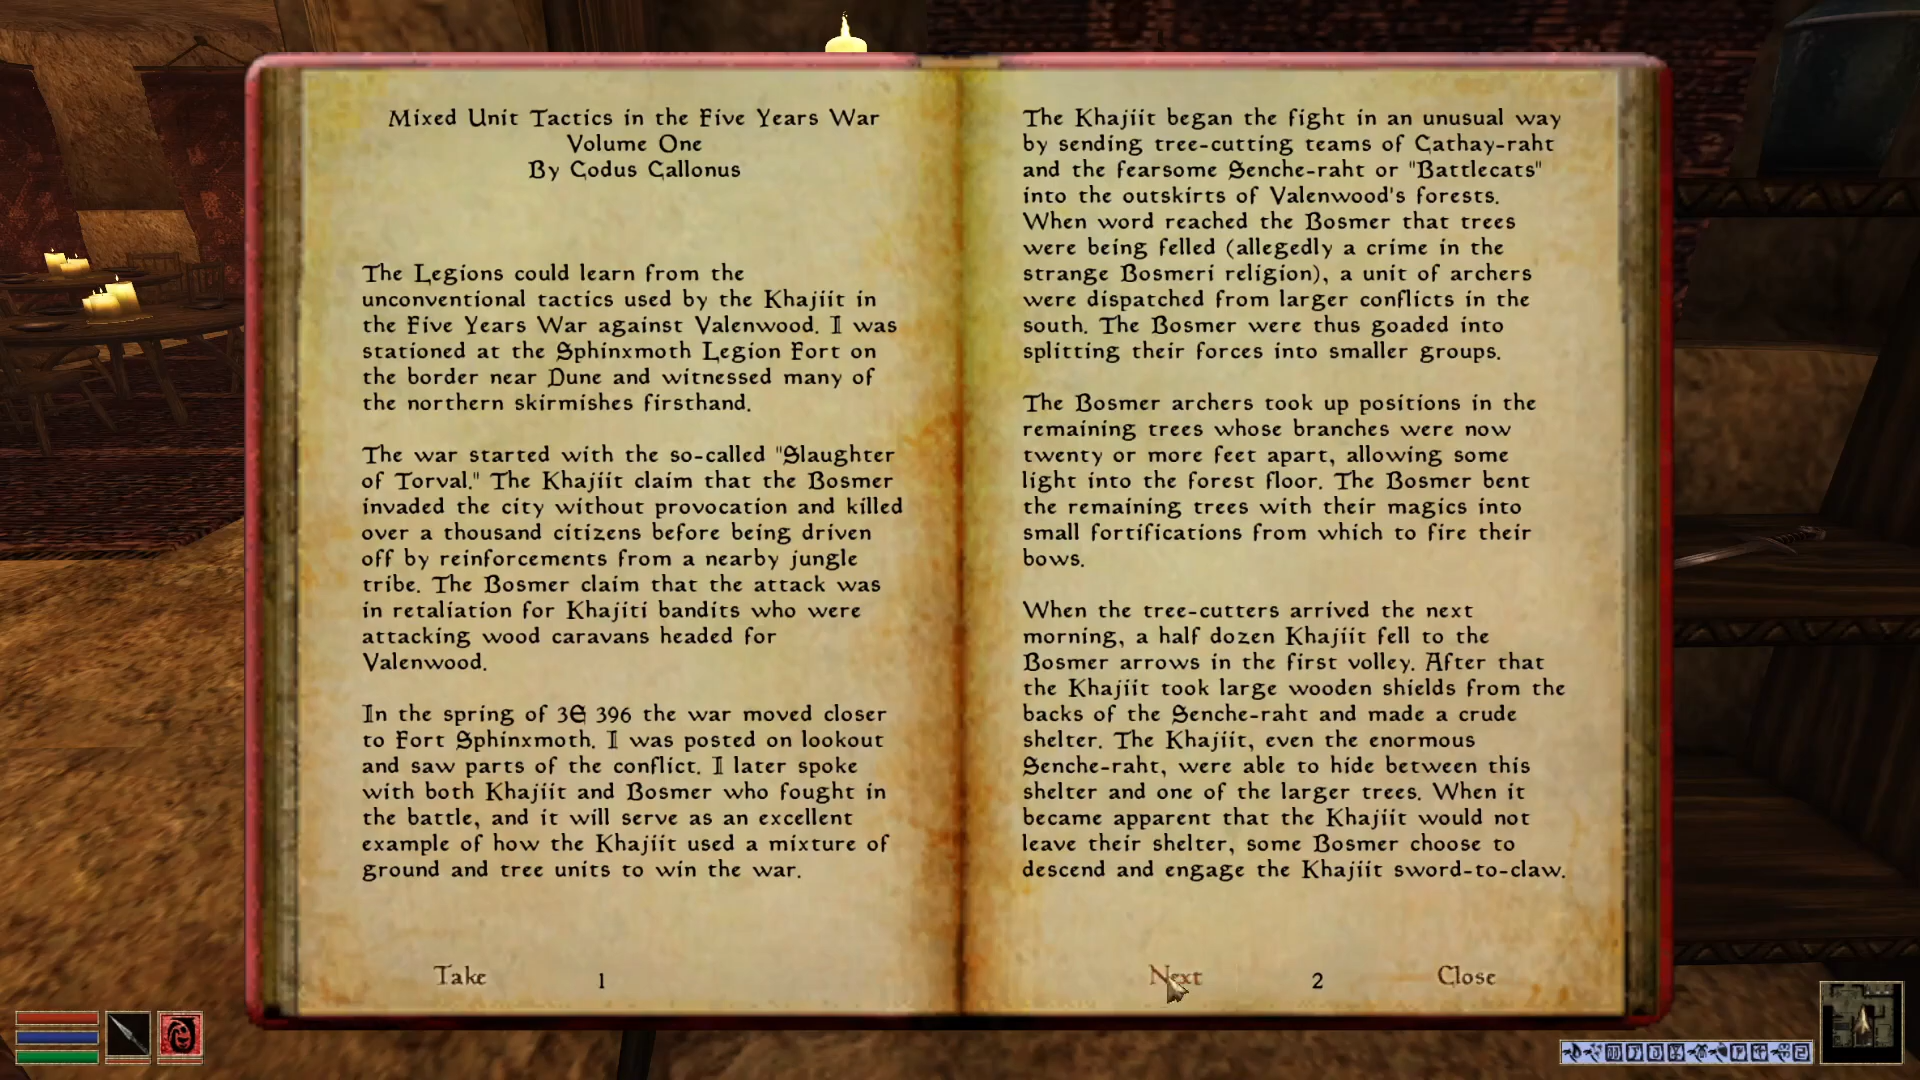 Mixed Unit Tactics in the Five Years War
Volume One
By Codus Callonus
The Legions could learn from the
unconventional tactics used by the Khajiit in
the Five Years War against Valenwood. I was
stationed at the Sphinxmoth Legion Fort on
the border near Dune and witnessed many of
the northern skirmishes firsthand.
The war started with the so-called "Slaughter
of Torval." The Khajiit claim that the Bosmer
invaded the city without provocation and killed
over a thousand citizens before being driven
off by reinforcements from a nearby jungle
tribe. The Bosmer claim that the attack was
in retaliation for Khajiti bandits who were
attacking wood caravans headed for
Valenwood.
In the spring of 3E 396 the war moved closer
to Fort Sphinxmoth. I was posted on lookout
and saw parts of the conflict. I later spoke
with both Khajiit and Bosmer who fought in
the battle, and it will serve as an excellent
example of how the Khajiit used a mixture of
ground and tree units to win the war.
Take
1
The Khajiit began the fight in an unusual way
by sending tree-cutting teams of Cathay-raht
and the fearsome Senche-raht or "Battlecats"
into the outskirts of Valenwood's forests.
When word reached the Bosmer that trees
were being felled (allegedly a crime in the
strange Bosmeri religion), a unit of archers
were dispatched from larger conflicts in the
south. The Bosmer were thus goaded into
splitting their forces into smaller groups.
The Bosmer archers took up positions in the
remaining trees whose branches were now
twenty or more feet apart, allowing some
light into the forest floor. The Bosmer bent
the remaining trees with their magics into
small fortifications from which to fire their
bows.
When the tree-cutters arrived the next
morning, a half dozen Khajiit fell to the
Bosmer arrows in the first volley. After that
the Khajiit took large wooden shields from the
backs of the Senche-raht and made a crude
shelter. The Khajiit, even the enormous
Senche-raht, were able to hide between this
shelter and one of the larger trees. When it
became apparent that the Khajiit would not
leave their shelter, some Bosmer choose to
descend and engage the Khajiit sword-to-claw.
Next
2
Close